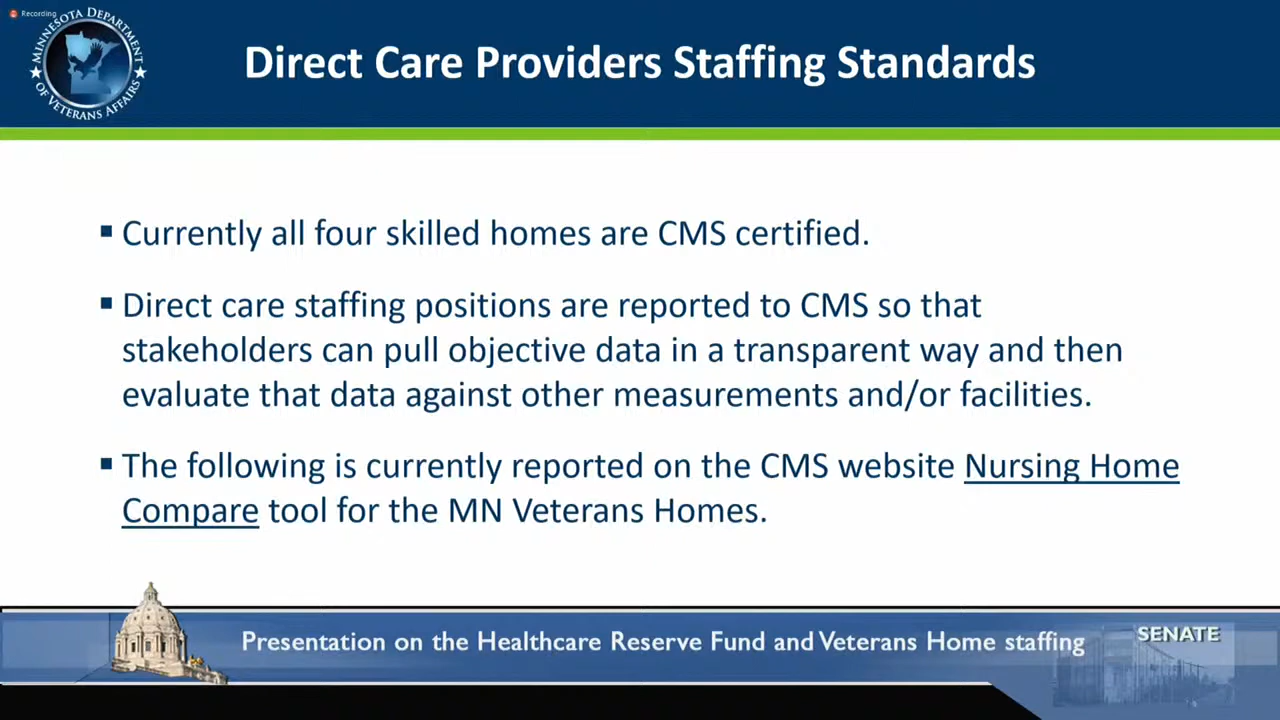 Recording
MINNESOTA DEPARTMENT
OF VETERANS AFFAIRS
Direct Care Providers Staffing Standards
▪ Currently all four skilled homes are CMS certified.
▪ Direct care staffing positions are reported to CMS so that
stakeholders can pull objective data in a transparent way and then
evaluate that data against other measurements and/or facilities.
▪ The following is currently reported on the CMS website Nursing Home
Compare tool for the MN Veterans Homes.
Presentation on the Healthcare Reserve Fund and Veterans Home staffing
SENATE